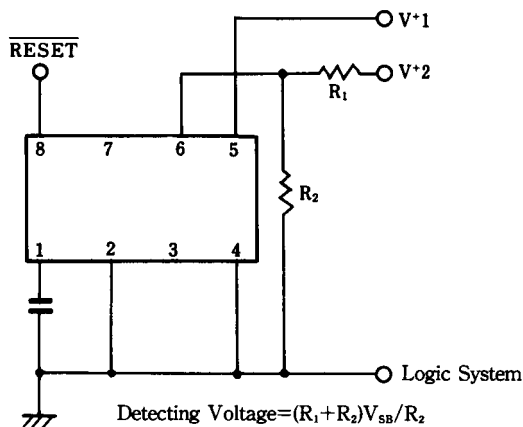 V⁺1
RESET
V⁺2
R₁
8 7 6 5
R₂
1 2 3 4
Logic System
Detecting Voltage=(R₁+R₂)V_SB/R₂